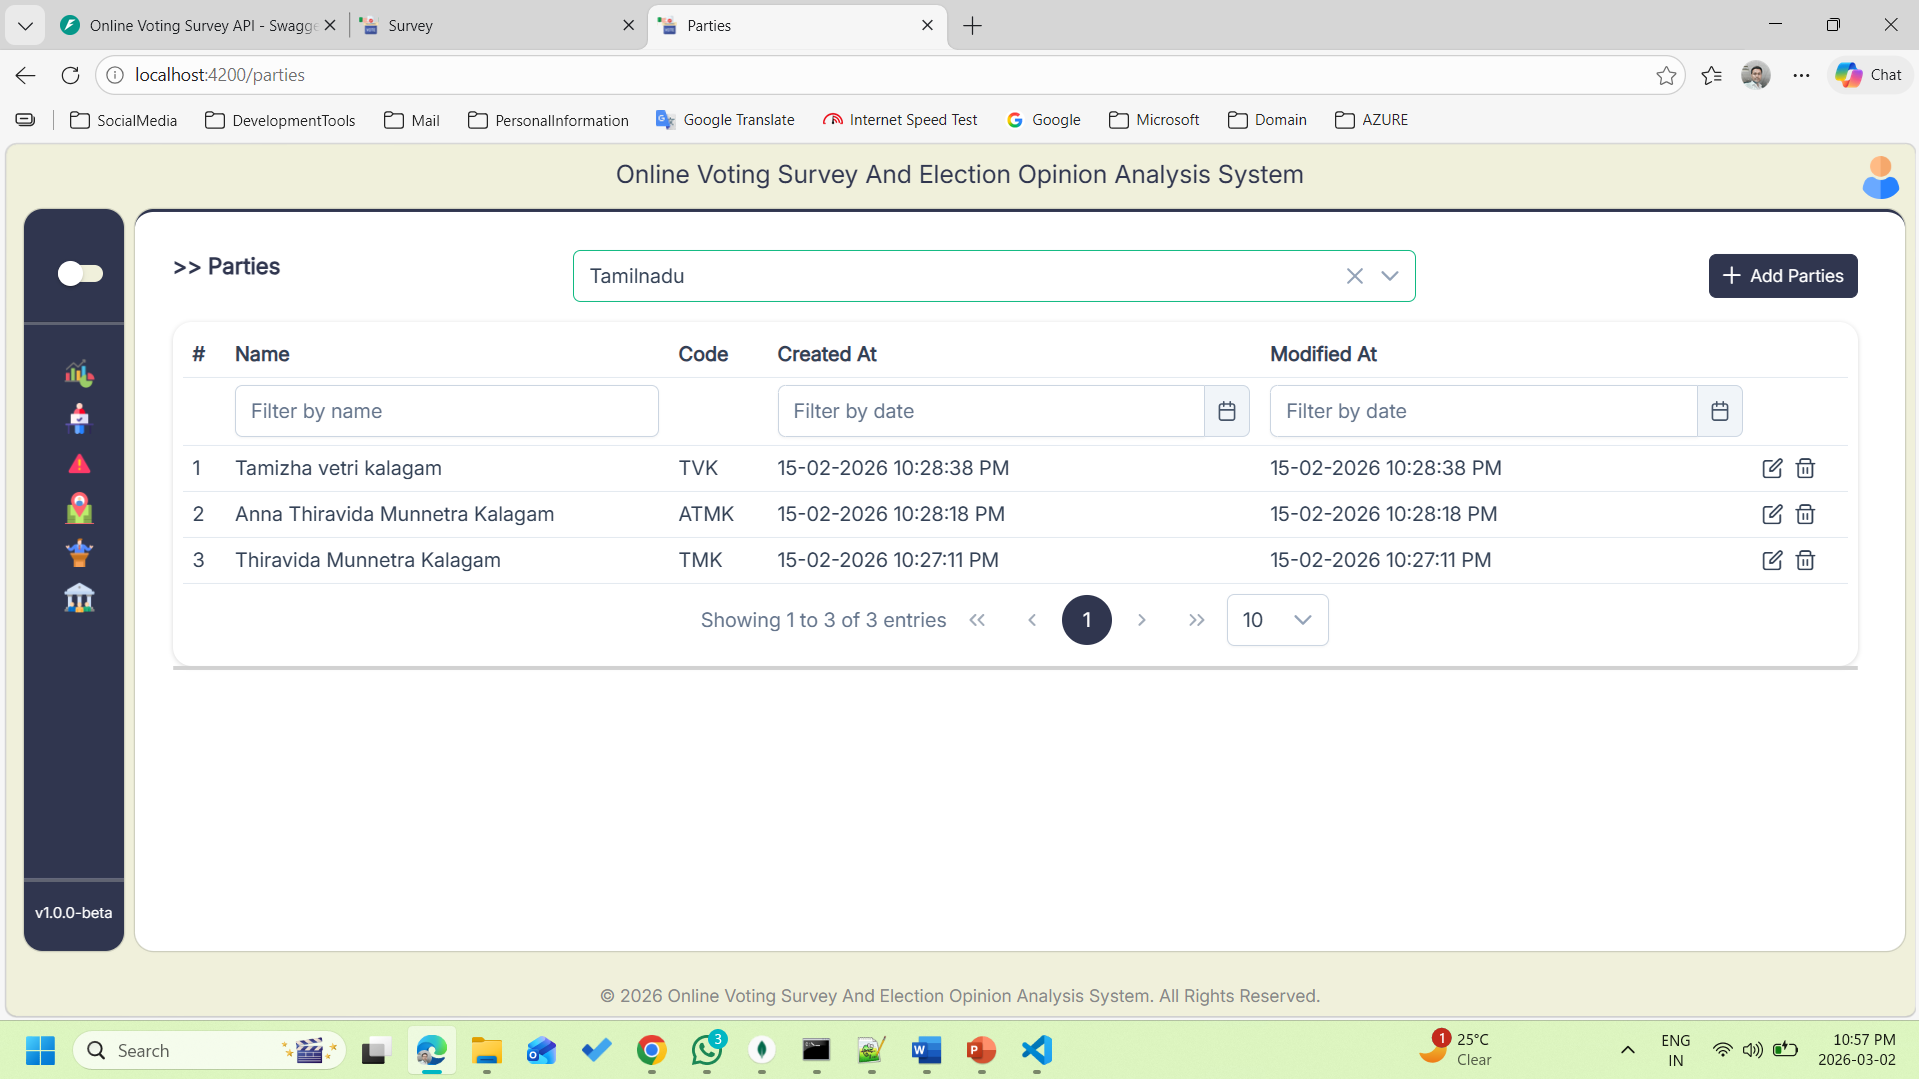 Online Voting Survey API - Swagge
Survey
Parties
localhost:4200/parties
Chat
SocialMedia
DevelopmentTools
Mail
PersonalInformation
Google Translate
Internet Speed Test
Google
Microsoft
Domain
AZURE
Online Voting Survey And Election Opinion Analysis System
>> Parties
Tamilnadu
Add Parties
# Name Code Created At Modified At
Filter by name Filter by date Filter by date
1 Tamizha vetri kalagam TVK 15-02-2026 10:28:38 PM 15-02-2026 10:28:38 PM
2 Anna Thiravida Munnetra Kalagam ATMK 15-02-2026 10:28:18 PM 15-02-2026 10:28:18 PM
3 Thiravida Munnetra Kalagam TMK 15-02-2026 10:27:11 PM 15-02-2026 10:27:11 PM
Showing 1 to 3 of 3 entries << < 1 > >> 10
v1.0.0-beta
© 2026 Online Voting Survey And Election Opinion Analysis System. All Rights Reserved.
Search
3
1
25°C
Clear
ENG
IN
10:57 PM
2026-03-02